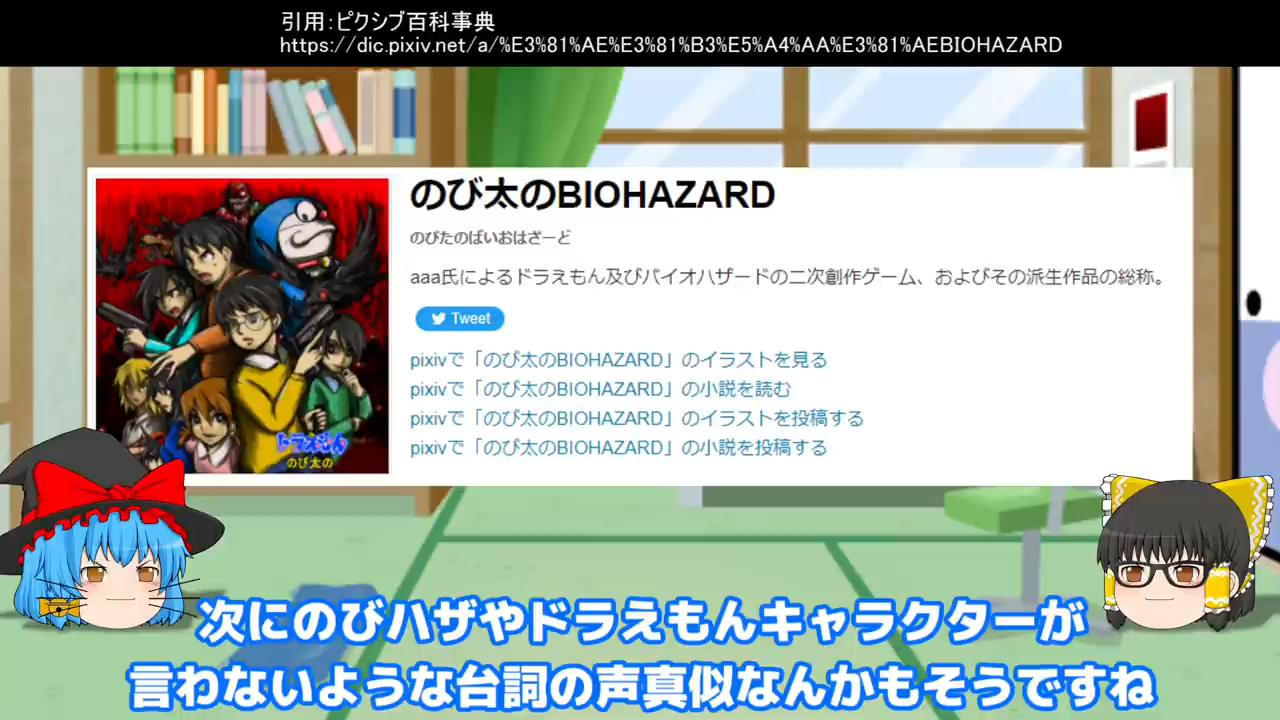 引用：ピクシブ百科事典
https://dic.pixiv.net/a/%E3%81%AE%E3%81%B3%E5%A4%AA%E3%81%AEBIOHAZARD
のび太のBIOHAZARD
のびたのばいおはざーど
aaa氏によるドラえもん及びバイオハザードの二次創作ゲーム、およびその派生作品の総称。
Tweet
pixivで「のび太のBIOHAZARD」のイラストを見る
pixivで「のび太のBIOHAZARD」の小説を読む
pixivで「のび太のBIOHAZARD」のイラストを投稿する
pixivで「のび太のBIOHAZARD」の小説を投稿する
ドラえもん
のび太の
次にのびハザやドラえもんキャラクターが
言わないような台詞の声真似なんかもそうですね